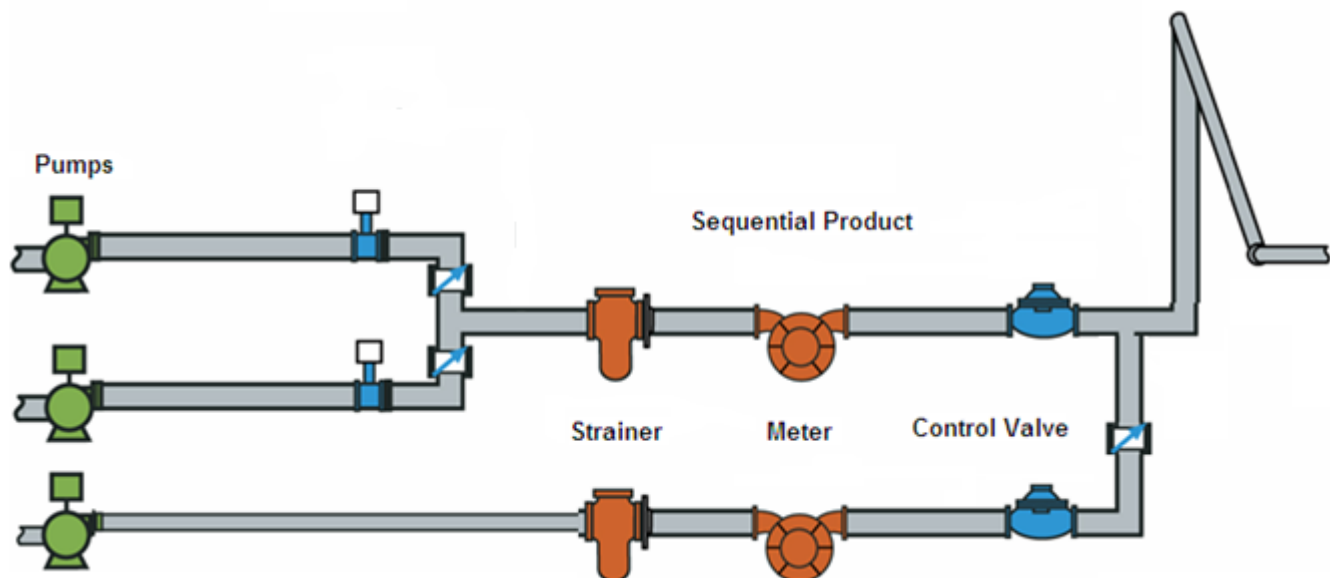 Pumps
Sequential Product
Strainer
Meter
Control Valve